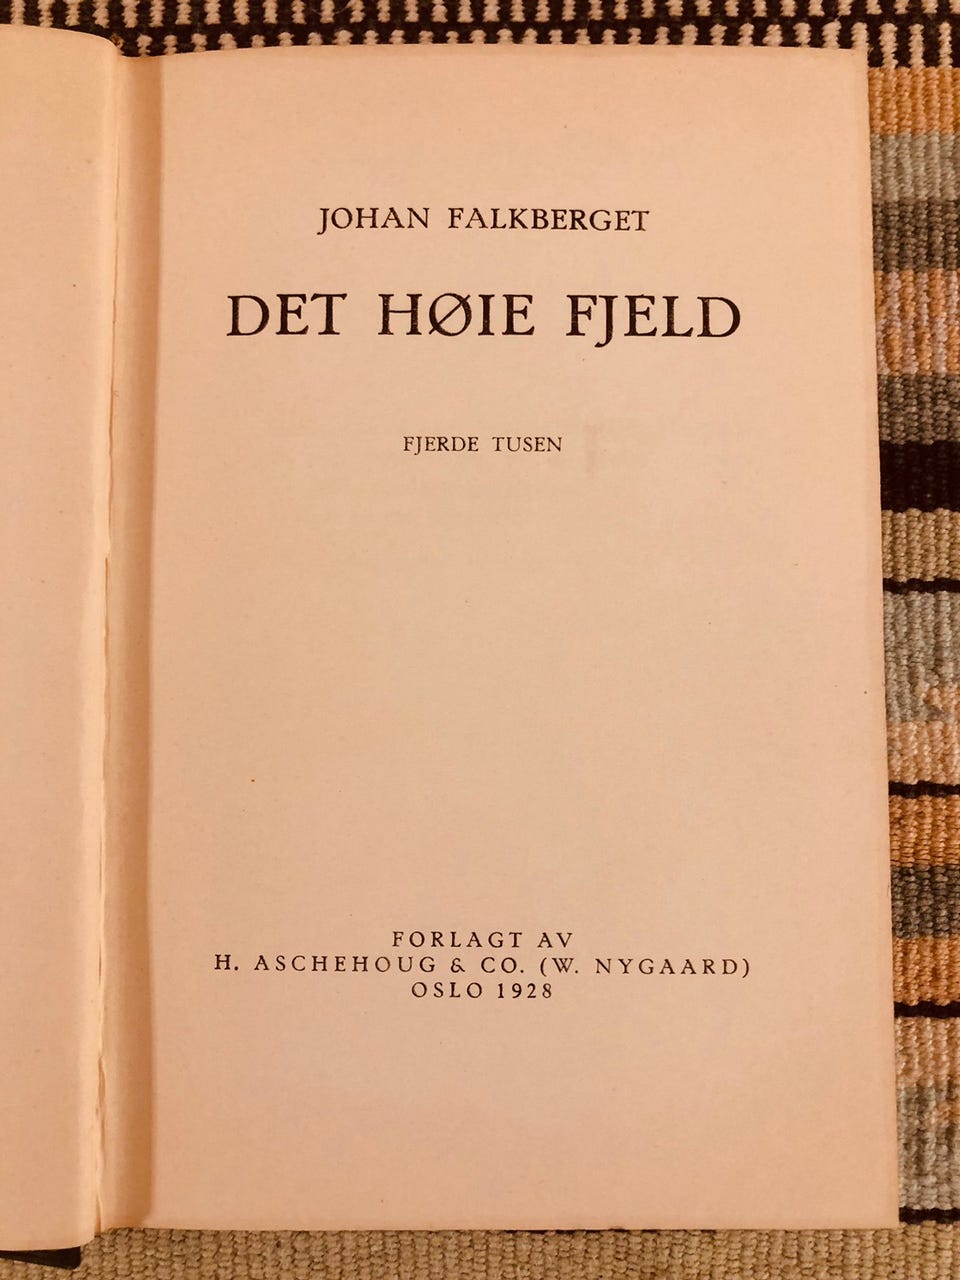 JOHAN FALKBERGET
DET HØIE FJELD
FJERDE TUSEN
FORLAGT AV
H. ASCHEHOUG & CO. (W. NYGAARD)
OSLO 1928